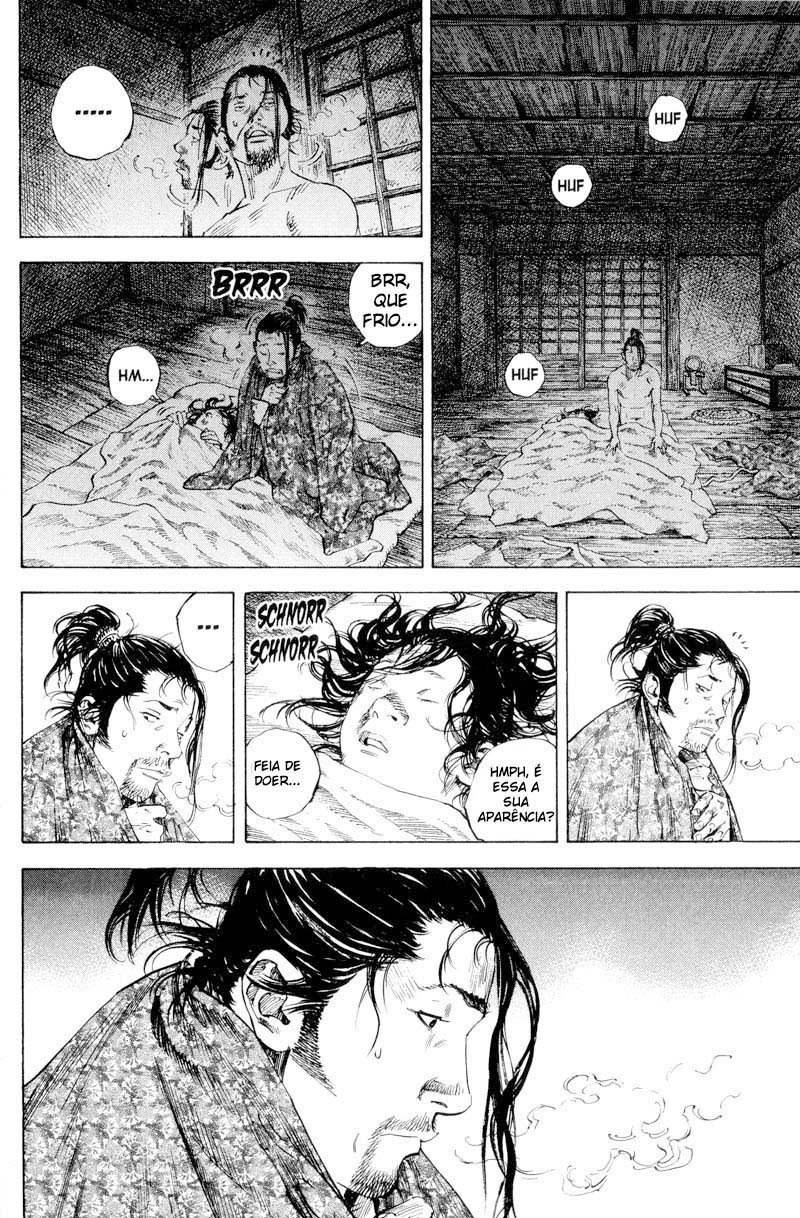 HUF
HUF
HUF
.....
BRRR
BRR,
QUE
FRIO...
HM...
SCHNORR
SCHNORR
HMPH, É
ESSA A
SUA
APARÊNCIA?
FEIA DE
DOER...
...